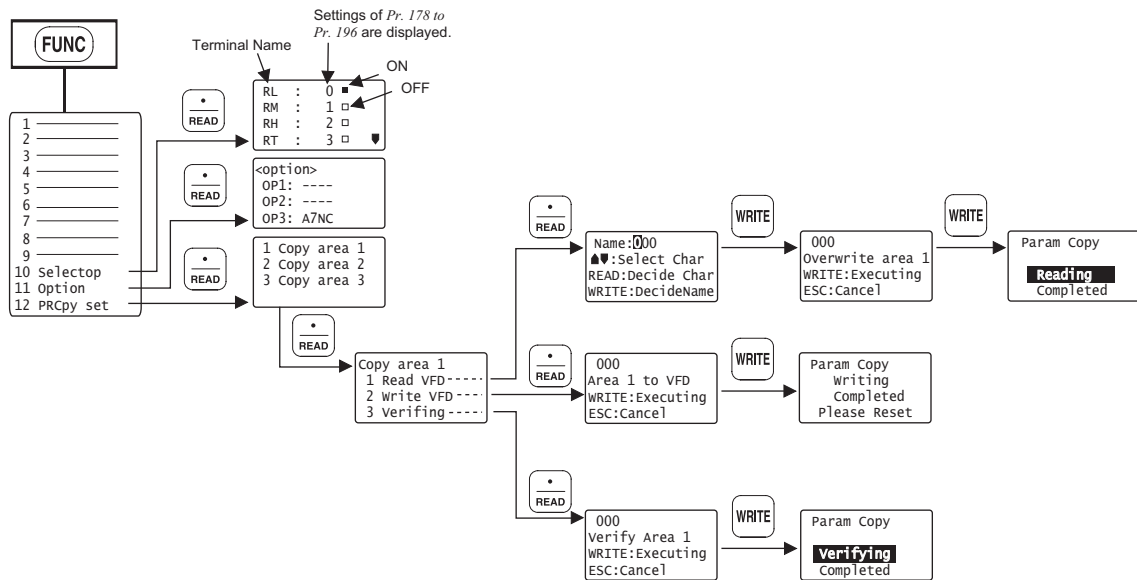 FUNC
1
2
3
4
5
6
7
8
9
10 Selectop
11 Option
12 PRCpy set
Terminal Name
Settings of Pr. 178 to
Pr. 196 are displayed.
ON
OFF
READ
RL : 0
RM : 1
RH : 2
RT : 3
READ
<option>
OP1: ----
OP2: ----
OP3: A7NC
READ
1 Copy area 1
2 Copy area 2
3 Copy area 3
READ
Copy area 1
1 Read VFD-----
2 Write VFD----
3 Verifing-----
READ
Name:000
:Select Char
READ:Decide Char
WRITE:DecideName
WRITE
000
Overwrite area 1
WRITE:Executing
ESC:Cancel
WRITE
Param Copy
Reading
Completed
READ
000
Area 1 to VFD
WRITE:Executing
ESC:Cancel
WRITE
Param Copy
Writing
Completed
Please Reset
READ
000
Verify Area 1
WRITE:Executing
ESC:Cancel
WRITE
Param Copy
Verifying
Completed